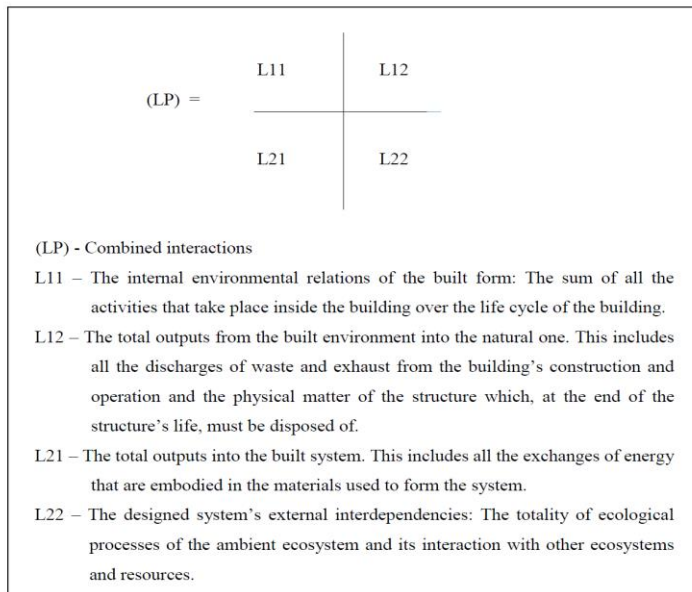 L11 L12
(LP) =
L21 L22
(LP) - Combined interactions
L11 – The internal environmental relations of the built form: The sum of all the
activities that take place inside the building over the life cycle of the building.
L12 – The total outputs from the built environment into the natural one. This includes
all the discharges of waste and exhaust from the building’s construction and
operation and the physical matter of the structure which, at the end of the
structure’s life, must be disposed of.
L21 – The total outputs into the built system. This includes all the exchanges of energy
that are embodied in the materials used to form the system.
L22 – The designed system’s external interdependencies: The totality of ecological
processes of the ambient ecosystem and its interaction with other ecosystems
and resources.